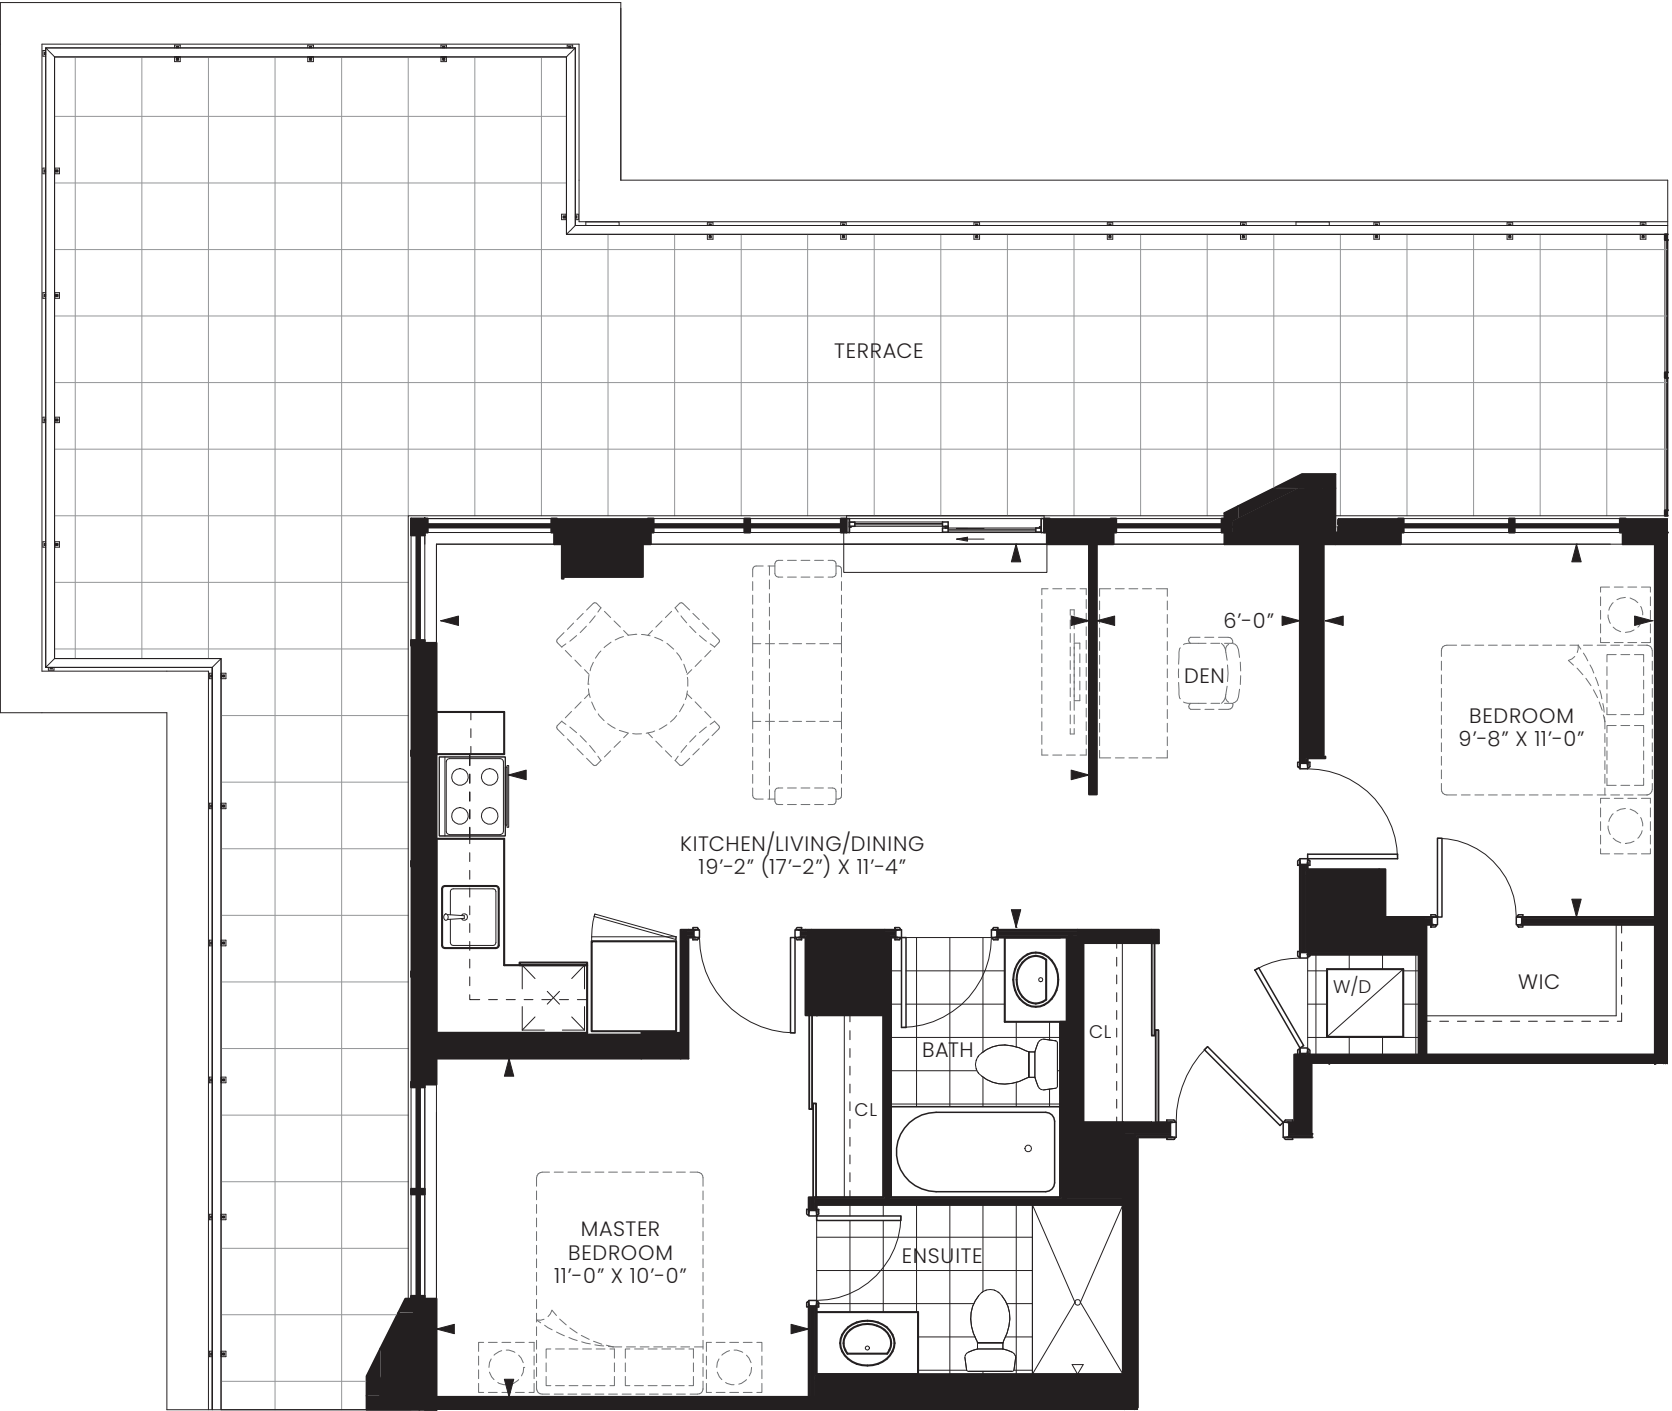 TERRACE
6’-0”
DEN
BEDROOM
9’-8” X 11’-0”
KITCHEN/LIVING/DINING
19’-2” (17’-2”) X 11’-4”
W/D
WIC
CL
BATH
CL
MASTER
BEDROOM
11’-0” X 10’-0”
ENSUITE